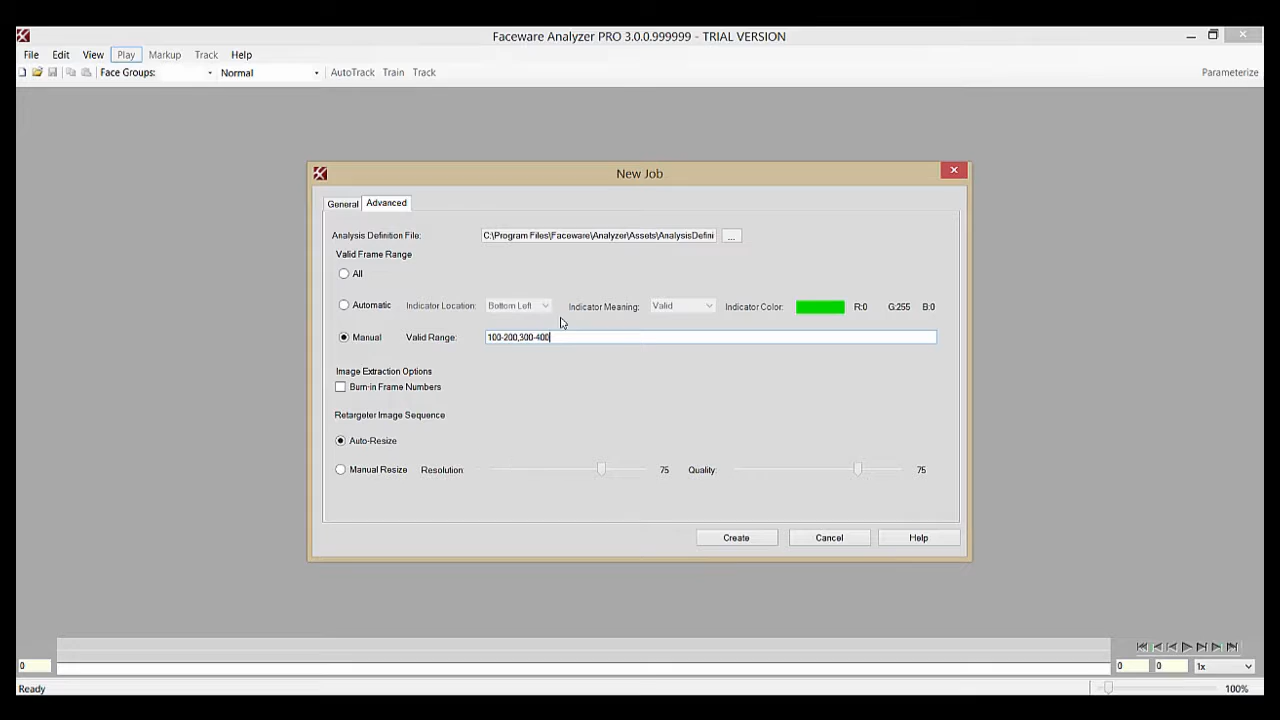 Faceware Analyzer PRO 3.0.0.999999 - TRIAL VERSION
File Edit View Play Markup Track Help
Face Groups: Normal AutoTrack Train Track Parameterize
New Job
General Advanced
Analysis Definition File: C:\Program Files\Faceware\Analyzer\Assets\AnalysisDefini ...
Valid Frame Range
All
Automatic Indicator Location: Bottom Left Indicator Meaning: Valid Indicator Color: R:0 G:255 B:0
Manual Valid Range: 100-200,300-400
Image Extraction Options
Burn-in Frame Numbers
Retargeter Image Sequence
Auto-Resize
Manual Resize Resolution: 75 Quality: 75
Create Cancel Help
0 0 0 1x
Ready 100%